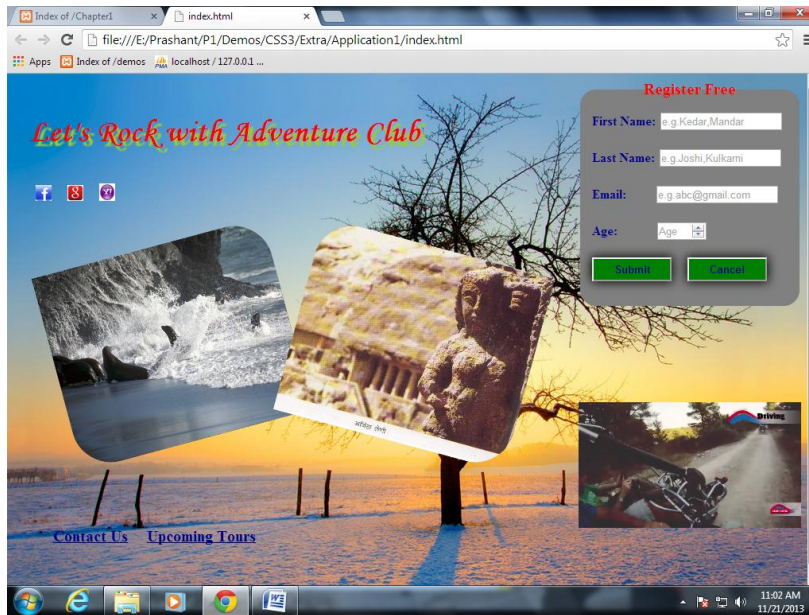 Index of /Chapter1
index.html
file:///E:/Prashant/P1/Demos/CSS3/Extra/Application1/index.html
Apps Index of /demos localhost / 127.0.0.1 ...
Register Free
Let's Rock with Adventure Club
First Name: e.g.Kedar,Mandar
Last Name: e.g.Joshi,Kulkarni
Email: e.g.abc@gmail.com
Age: Age
Submit Cancel
Driving
Contact Us Upcoming Tours
11:02 AM
11/21/2013